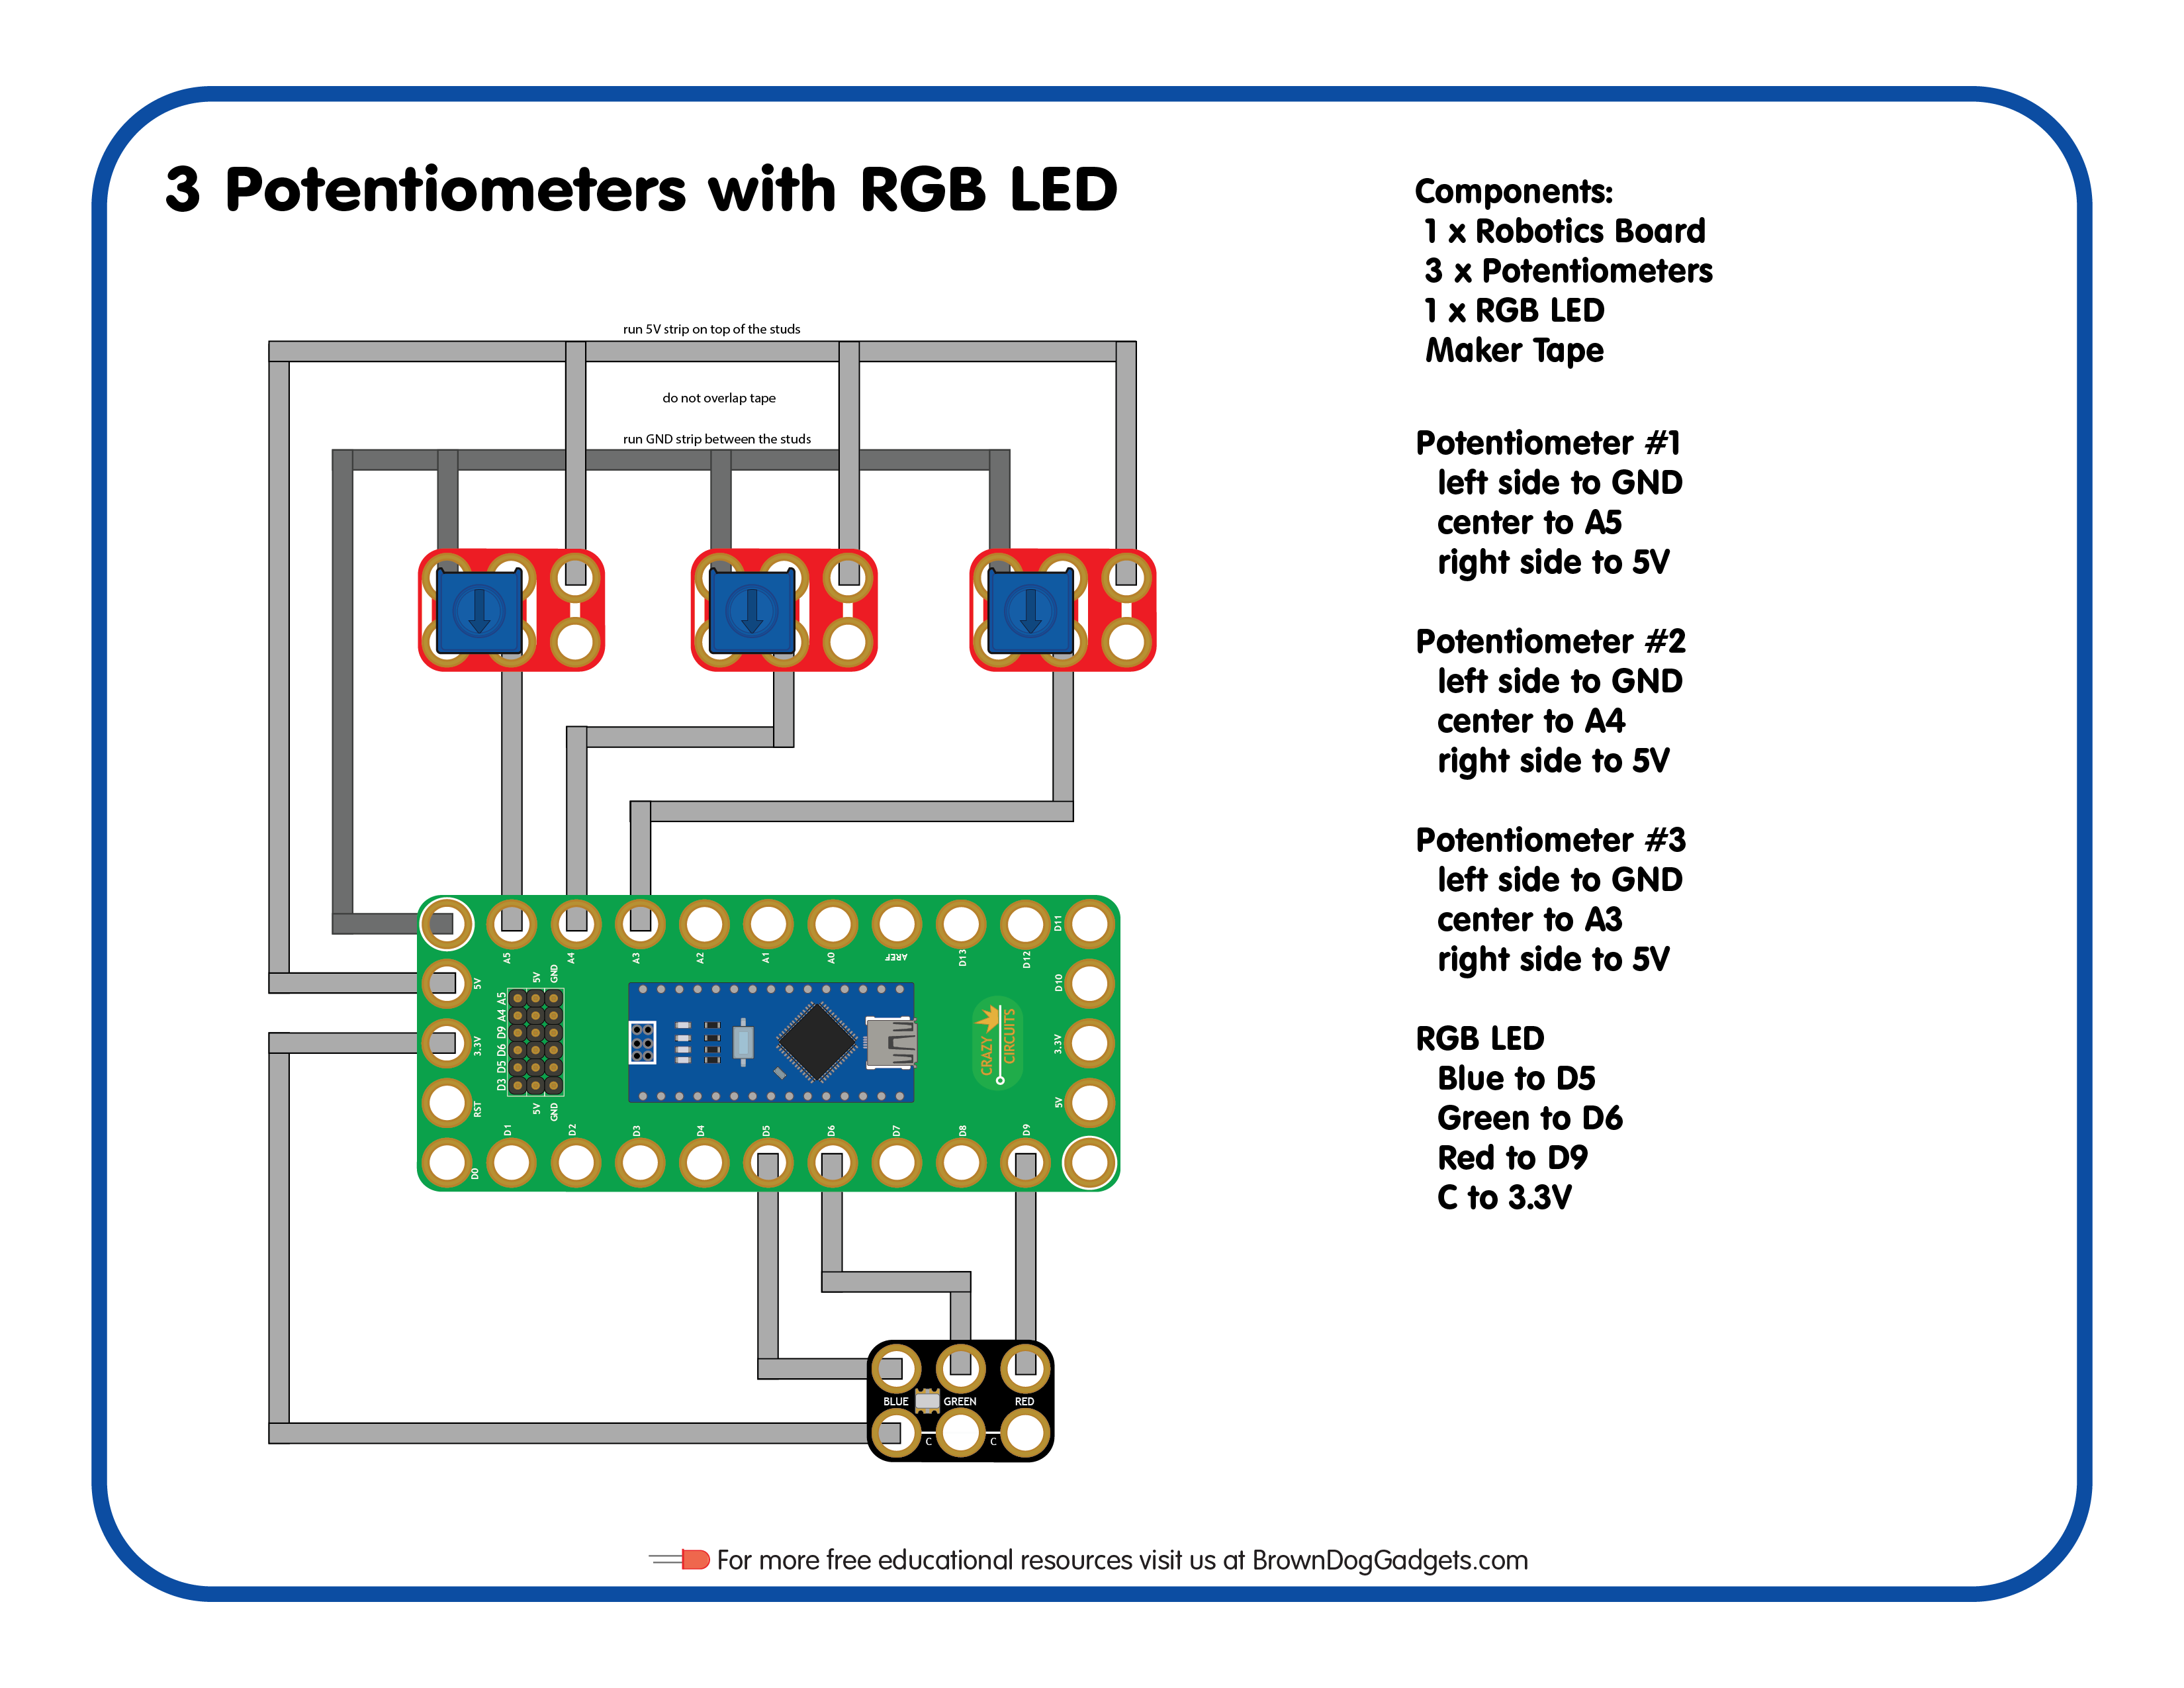 3 Potentiometers with RGB LED
Components:
1 x Robotics Board
3 x Potentiometers
1 x RGB LED
Maker Tape
Potentiometer #1
left side to GND
center to A5
right side to 5V
Potentiometer #2
left side to GND
center to A4
right side to 5V
Potentiometer #3
left side to GND
center to A3
right side to 5V
RGB LED
Blue to D5
Green to D6
Red to D9
C to 3.3V
run 5V strip on top of the studs
do not overlap tape
run GND strip between the studs
A5
A4
A3
A2
A1
A0
AREF
D13
D12
D11
5V
3.3V
RST
D0
5V
GND
A5
A4
D9
D6
D5
D3
5V
GND
CRAZY
CIRCUITS
D10
3.3V
5V
D1
D2
D3
D4
D5
D6
D7
D8
D9
BLUE
GREEN
RED
C
C
For more free educational resources visit us at BrownDogGadgets.com